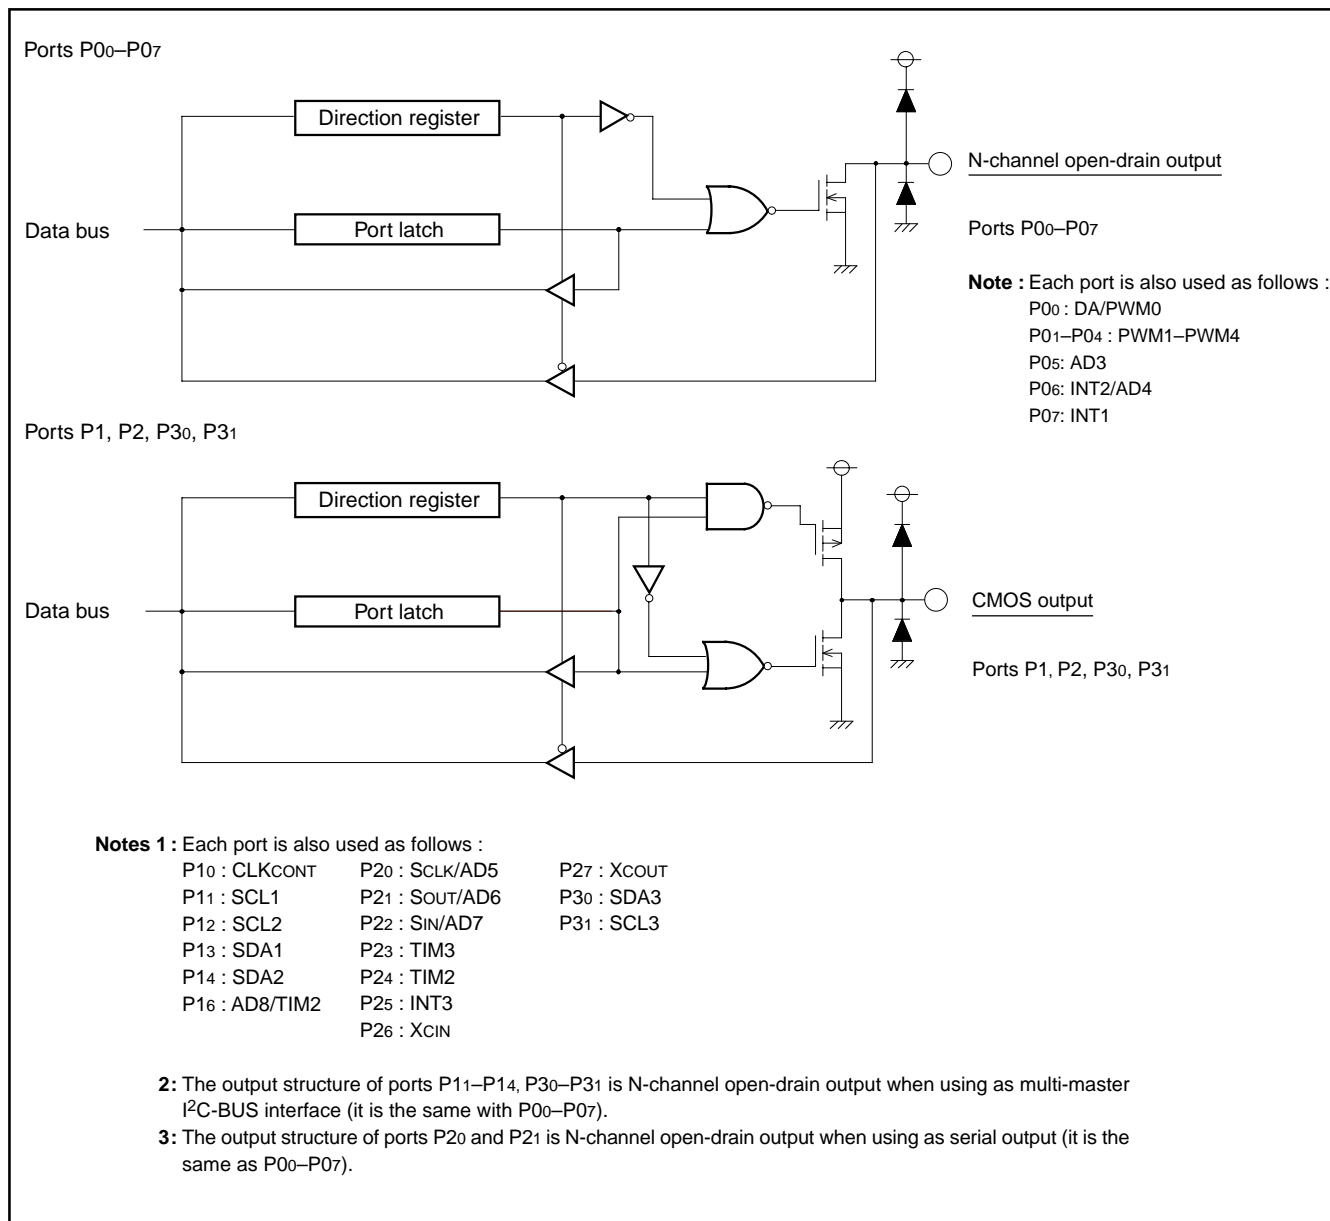 Ports P00–P07
Direction register
N-channel open-drain output
Data bus
Port latch
Ports P00–P07
Note : Each port is also used as follows :
P00 : DA/PWM0
P01–P04 : PWM1–PWM4
P05: AD3
P06: INT2/AD4
P07: INT1
Ports P1, P2, P30, P31
Direction register
Data bus
Port latch
CMOS output
Ports P1, P2, P30, P31
Notes 1 : Each port is also used as follows :
P10 : CLKCONT P20 : SCLK/AD5 P27 : XCOUT
P11 : SCL1 P21 : SOUT/AD6 P30 : SDA3
P12 : SCL2 P22 : SIN/AD7 P31 : SCL3
P13 : SDA1 P23 : TIM3
P14 : SDA2 P24 : TIM2
P16 : AD8/TIM2 P25 : INT3
P26 : XCIN
2: The output structure of ports P11–P14, P30–P31 is N-channel open-drain output when using as multi-master
I2C-BUS interface (it is the same with P00–P07).
3: The output structure of ports P20 and P21 is N-channel open-drain output when using as serial output (it is the
same as P00–P07).